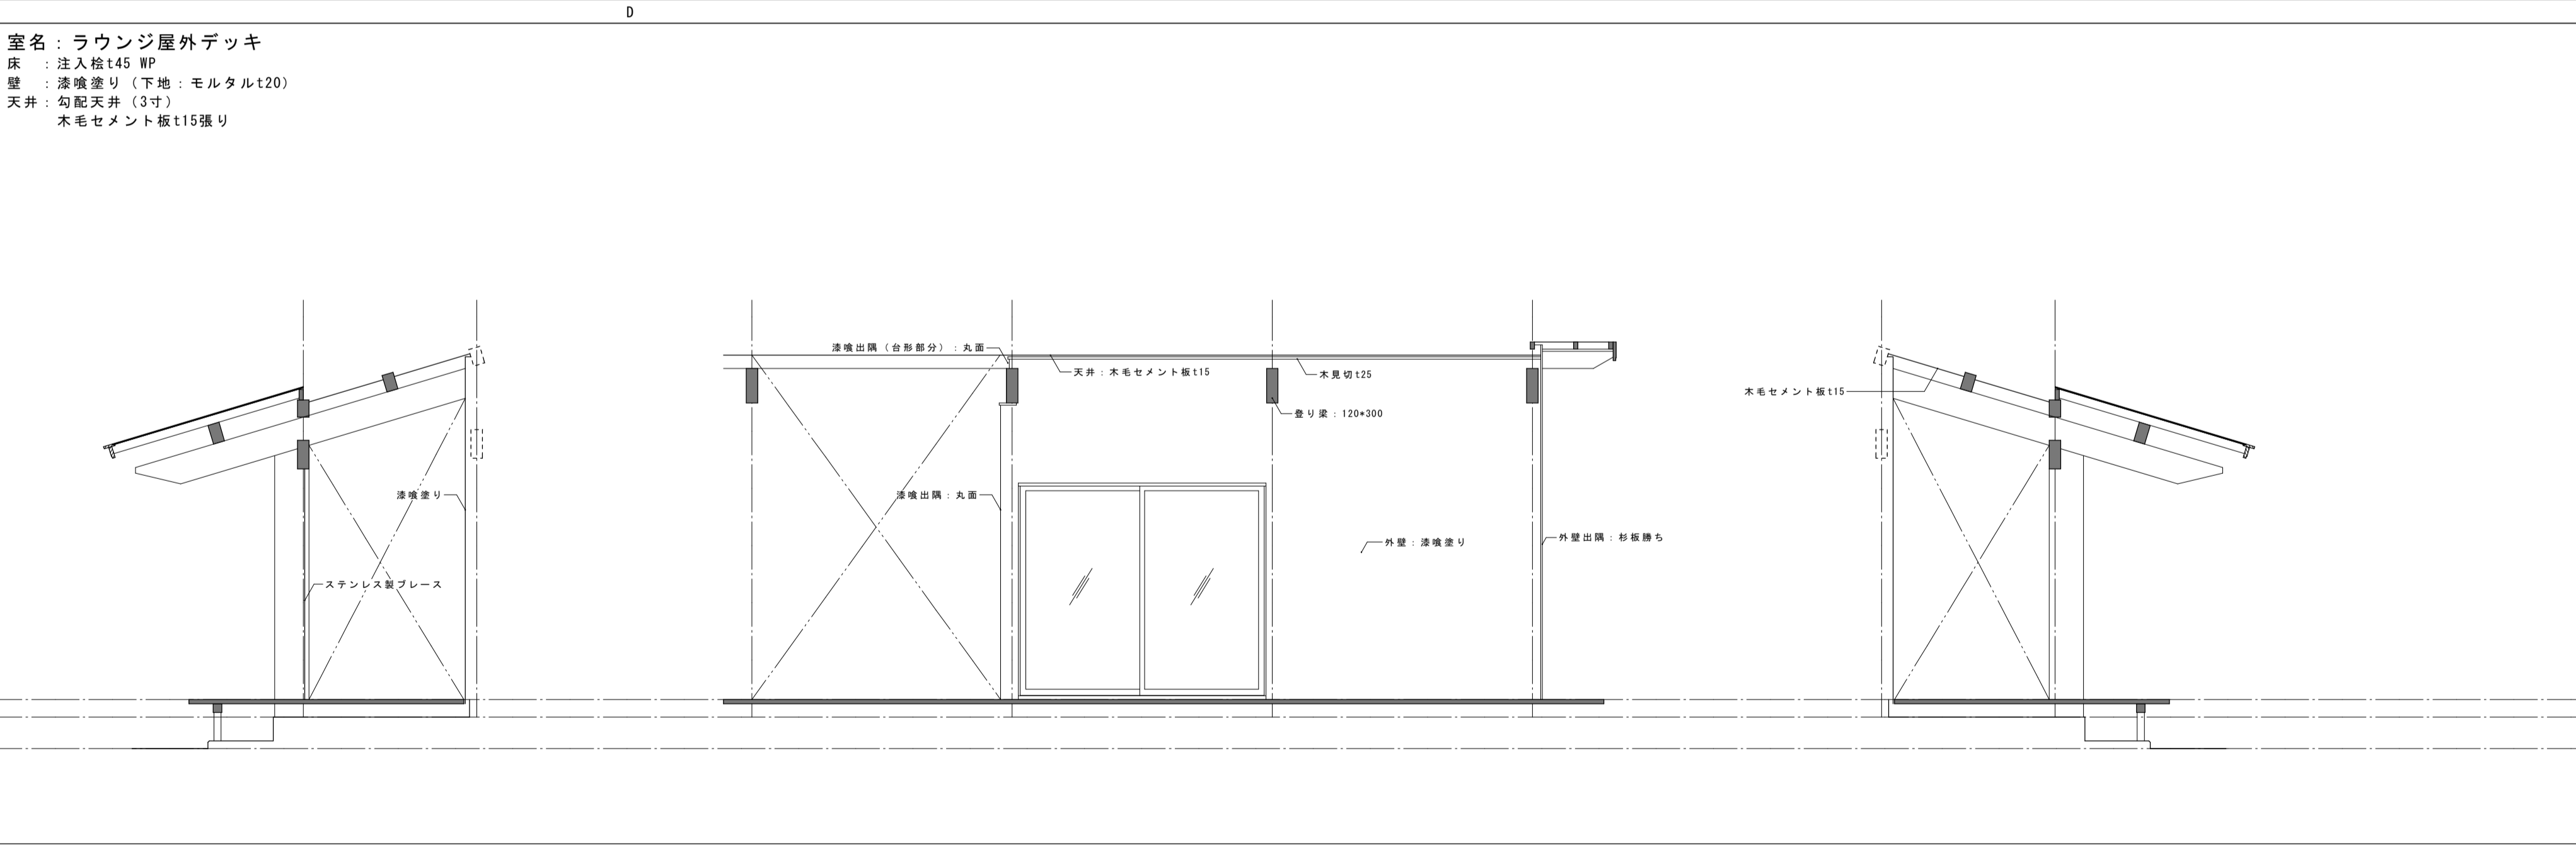 D
室名：ラウンジ屋外デッキ
床　：注入桧t45 WP
壁　：漆喰塗り（下地：モルタルt20）
天井：勾配天井（3寸）
木毛セメント板t15張り
漆喰出隅（台形部分）：丸面
天井：木毛セメント板t15
木見切t25
登り梁：120*300
木毛セメント板t15
漆喰塗り
漆喰出隅：丸面
外壁：漆喰塗り
外壁出隅：杉板勝ち
ステンレス製ブレース